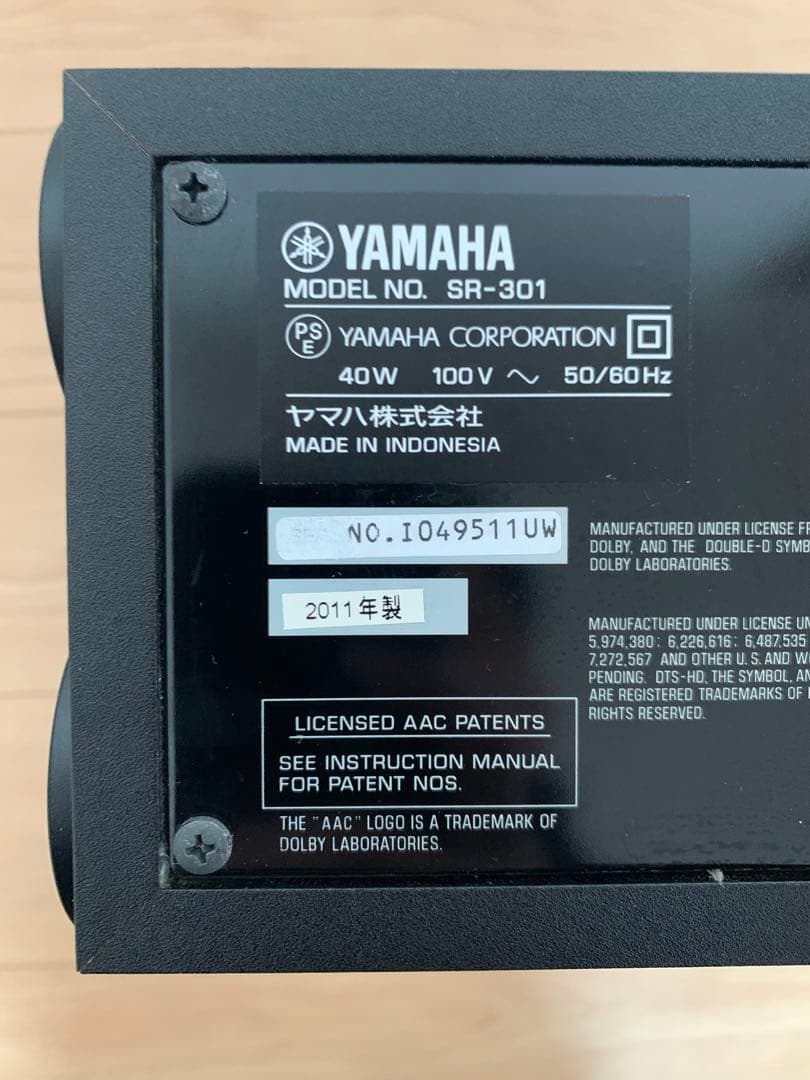 YAMAHA
MODEL NO. SR-301
PS E YAMAHA CORPORATION
40W 100V ～ 50/60Hz
ヤマハ株式会社
MADE IN INDONESIA
NO.I049511UW
2011年製
MANUFACTURED UNDER LICENSE
DOLBY, AND THE DOUBLE-D
DOLBY LABORATORIES.
MANUFACTURED UNDER LICENSE
5,974,380; 6,226,616; 6,487,535
7,272,567 AND OTHER U.S. AND
PENDING. DTS-HD, THE SYMBOL,
ARE REGISTERED TRADEMARKS OF
RIGHTS RESERVED.
LICENSED AAC PATENTS
SEE INSTRUCTION MANUAL
FOR PATENT NOS.
THE "AAC" LOGO IS A TRADEMARK OF
DOLBY LABORATORIES.